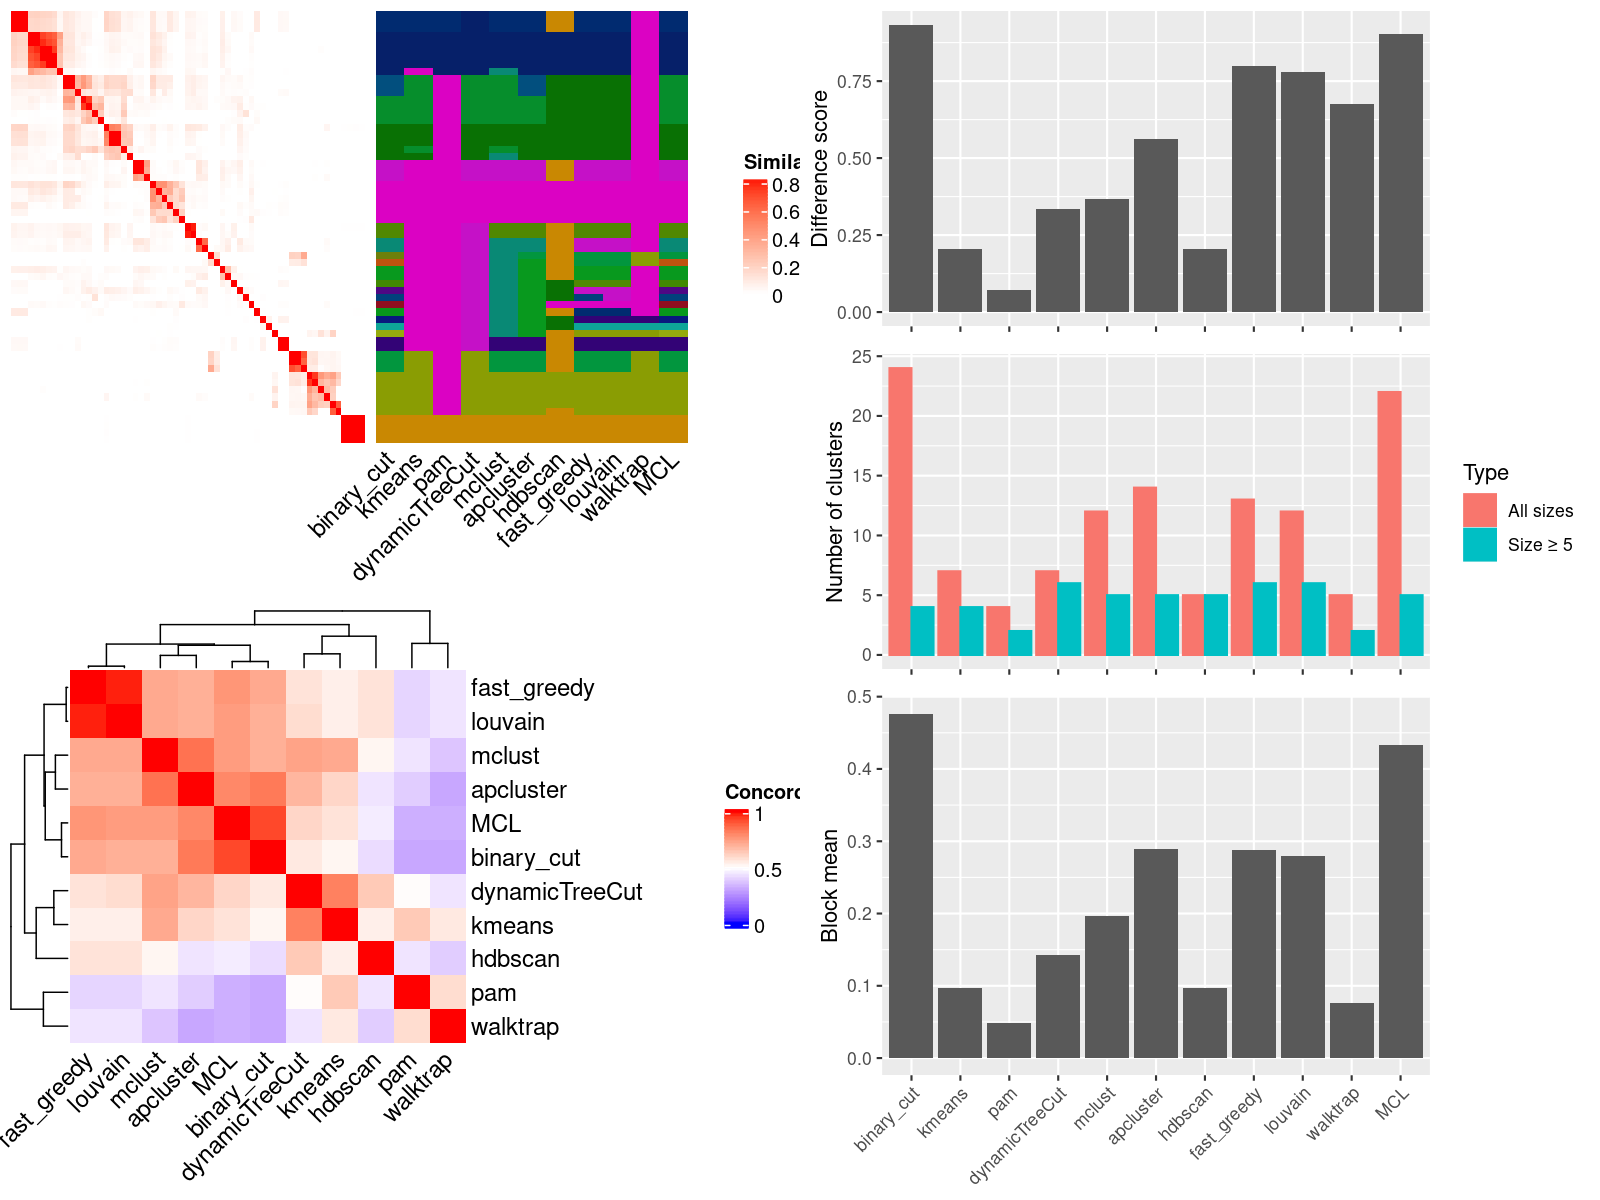 Simila
0.8
0.6
0.4
0.2
0
binary_cut
kmeans
pam
dynamicTreeCut
mclust
apcluster
hdbscan
fast_greedy
louvain
walktrap
MCL
Concord
1
0.5
0
fast_greedy
louvain
mclust
apcluster
MCL
binary_cut
dynamicTreeCut
kmeans
hdbscan
pam
walktrap
fast_greedy
louvain
mclust
apcluster
MCL
binary_cut
dynamicTreeCut
kmeans
hdbscan
pam
walktrap
Difference score
0.75
0.50
0.25
0.00
Number of clusters
25
20
15
10
5
0
Type
All sizes
Size ≥ 5
Block mean
0.5
0.4
0.3
0.2
0.1
0.0
binary_cut
kmeans
pam
dynamicTreeCut
mclust
apcluster
hdbscan
fast_greedy
louvain
walktrap
MCL